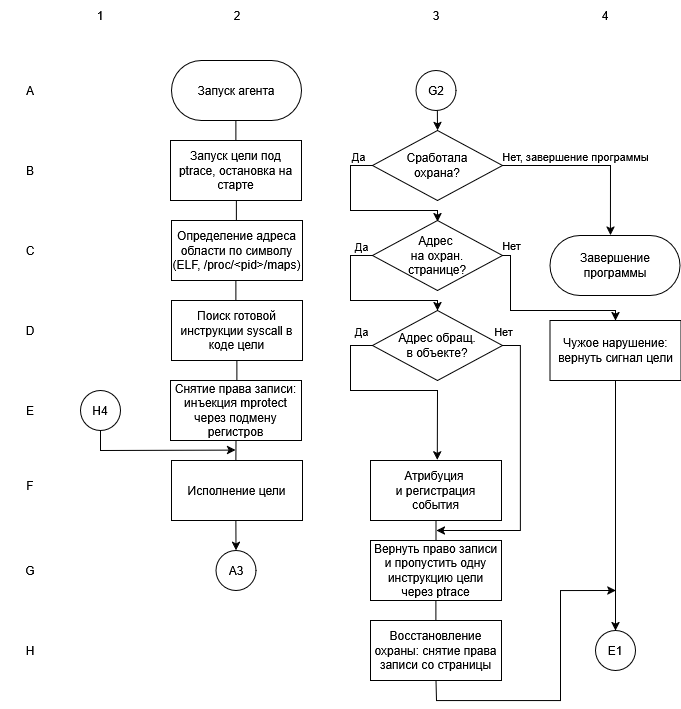 1
2
3
4
A
Запуск агента
G2
B
Запуск цели под
ptrace, остановка на
старте
Да
Сработала
охрана?
Нет, завершение программы
C
Определение адреса
области по символу
(ELF, /proc/<pid>/maps)
Да
Адрес
на охран.
странице?
Нет
Завершение
программы
D
Поиск готовой
инструкции syscall в
коде цели
Да
Адрес обращ.
в объекте?
Нет
Чужое нарушение:
вернуть сигнал цели
E
H4
Снятие права записи:
инъекция mprotect
через подмену
регистров
F
Исполнение цели
Атрибуция
и регистрация
события
G
A3
Вернуть право записи
и пропустить одну
инструкцию цели
через ptrace
H
Восстановление
охраны: снятие права
записи со страницы
E1